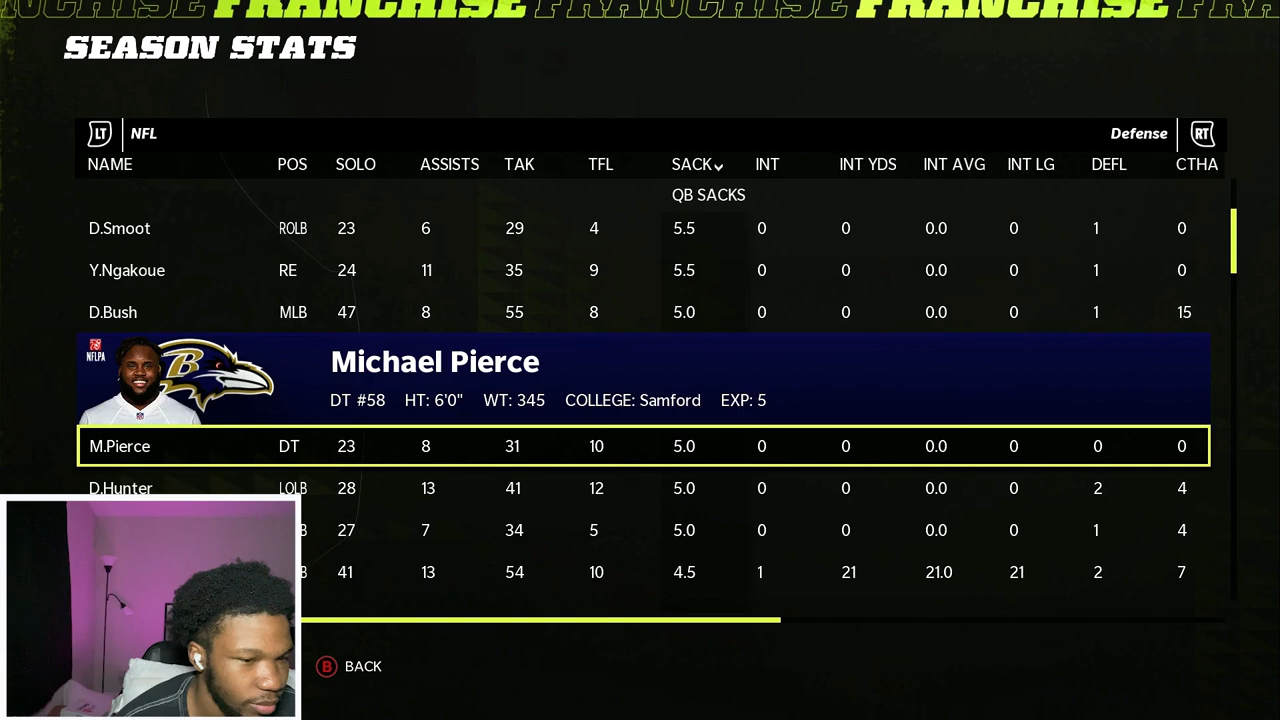 FRANCHISE FRANCHISE FRANCHISE FRANCHISE FRA
SEASON STATS
LT NFL Defense RT
NAME POS SOLO ASSISTS TAK TFL SACK INT INT YDS INT AVG INT LG DEFL CTHA
QB SACKS
D.Smoot ROLB 23 6 29 4 5.5 0 0 0.0 0 1 0
Y.Ngakoue RE 24 11 35 9 5.5 0 0 0.0 0 1 0
D.Bush MLB 47 8 55 8 5.0 0 0 0.0 0 1 15
NFLPA
Michael Pierce
DT #58 HT: 6'0" WT: 345 COLLEGE: Samford EXP: 5
M.Pierce DT 23 8 31 10 5.0 0 0 0.0 0 0 0
D.Hunter LOLB 28 13 41 12 5.0 0 0 0.0 0 2 4
B 27 7 34 5 5.0 0 0 0.0 0 1 4
B 41 13 54 10 4.5 1 21 21.0 21 2 7
B BACK